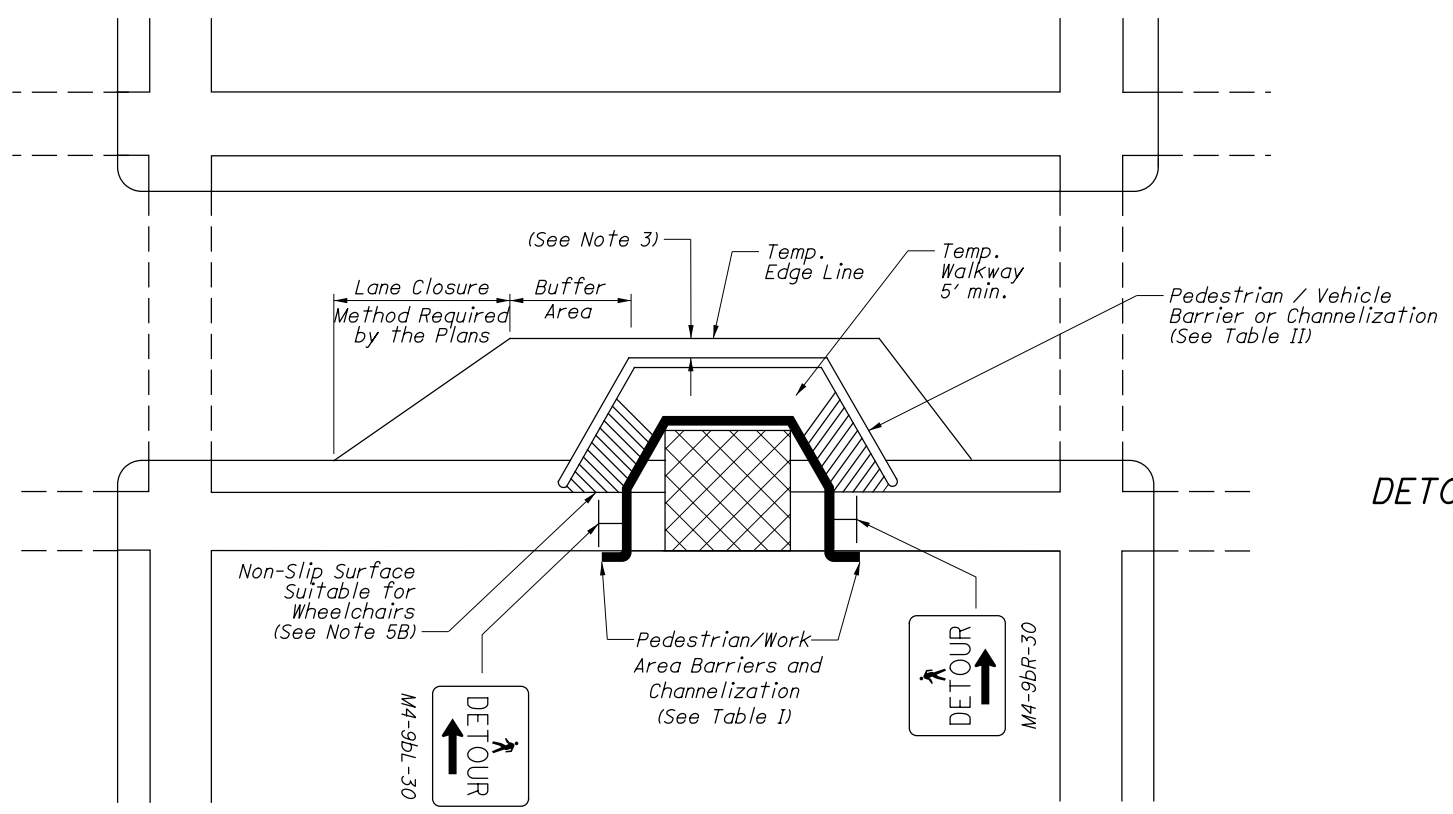 (See Note 3)
Temp.
Edge Line
Temp.
Walkway
5' min.
Lane Closure
Method Required
by the Plans
Buffer
Area
Pedestrian / Vehicle
Barrier or Channelization
(See Table II)
DETO
Non-Slip Surface
Suitable for
Wheelchairs
(See Note 5B)
Pedestrian/Work
Area Barriers and
Channelization
(See Table I)
DETOUR
M4-9bL-30
DETOUR
M4-9bR-30